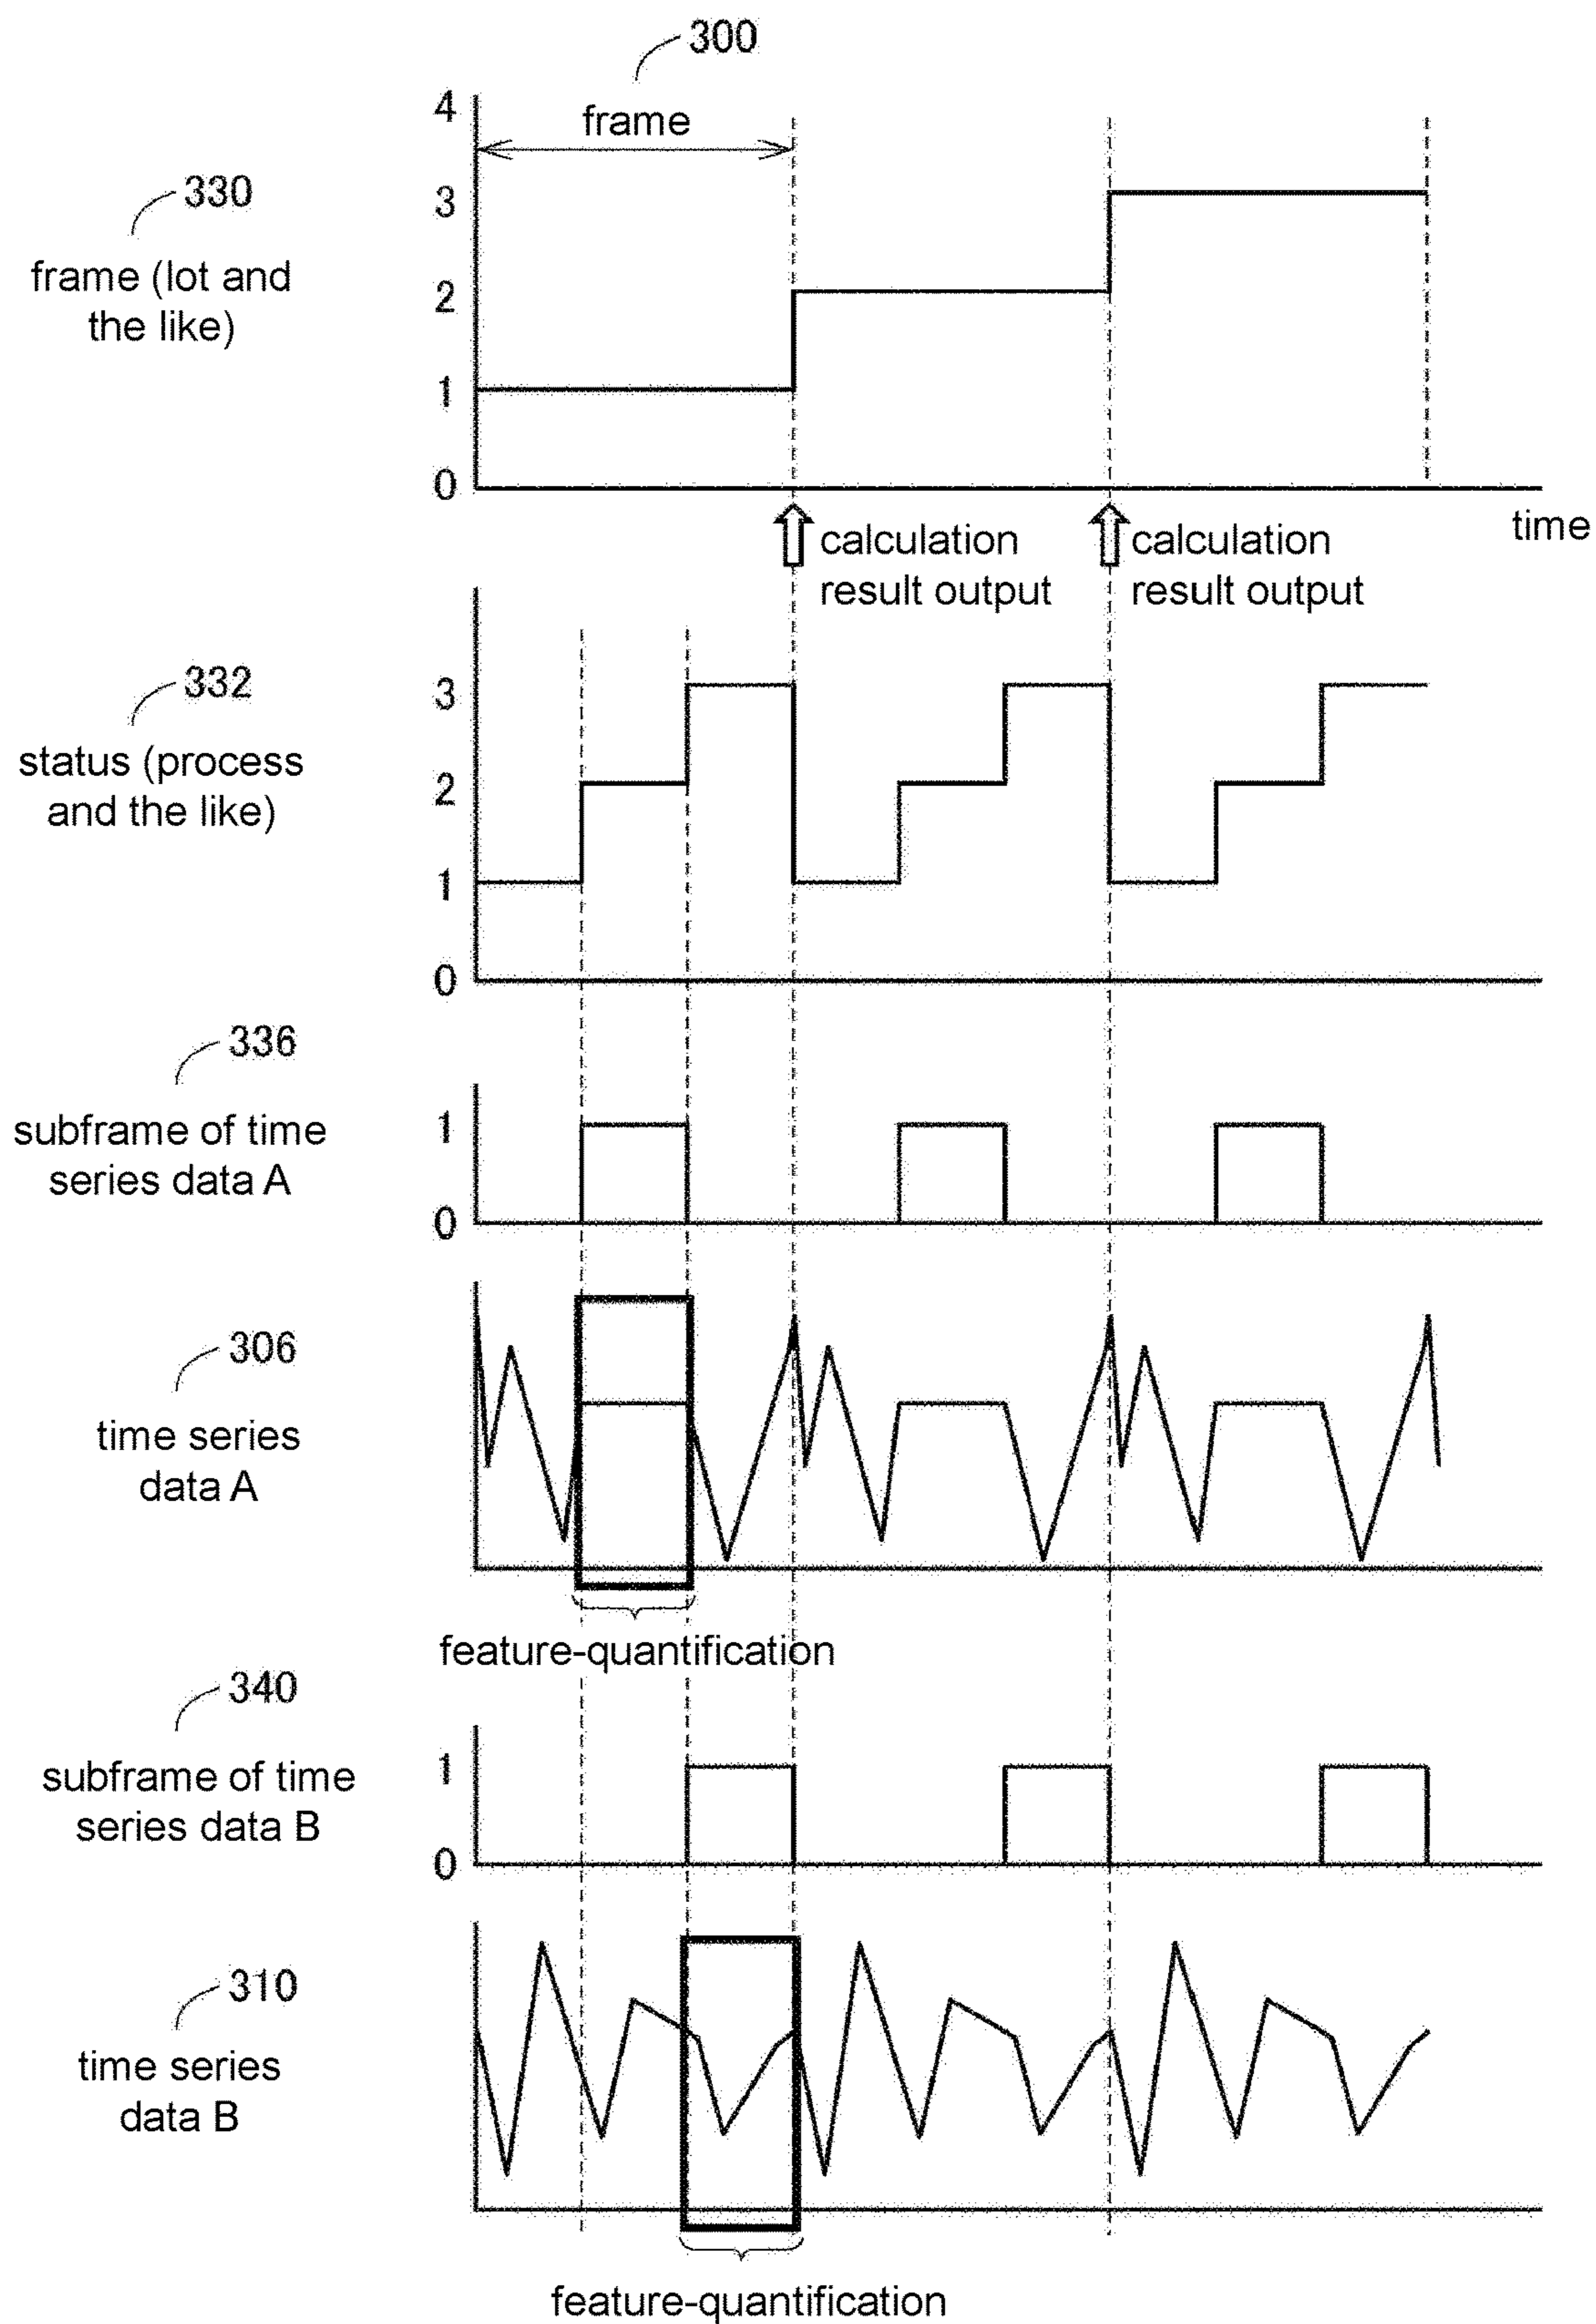 300
frame
4
3
2
1
0
330
frame (lot and
the like)
time
calculation
result output
calculation
result output
332
status (process
and the like)
3
2
1
0
336
subframe of time
series data A
1
0
306
time series
data A
feature-quantification
340
subframe of time
series data B
1
0
310
time series
data B
feature-quantification